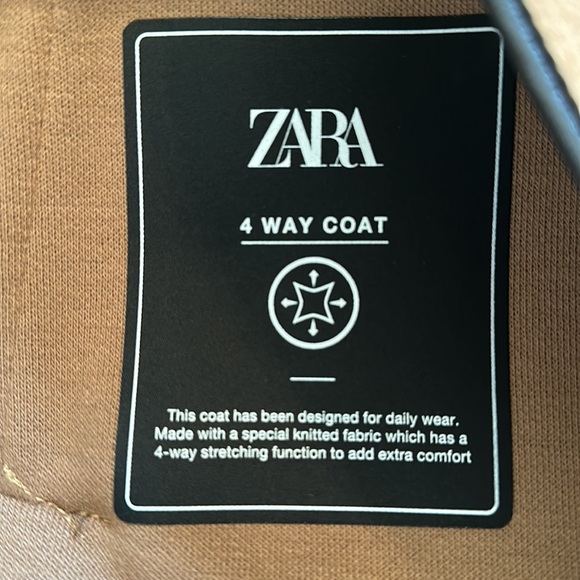 ZARA
4 WAY COAT
This coat has been designed for daily wear.
Made with a special knitted fabric which has a
4-way stretching function to add extra comfort